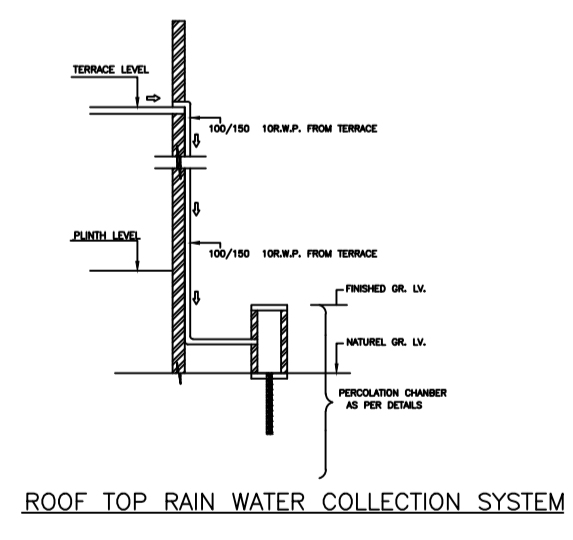 TERRACE LEVEL
100/150 10R.W.P. FROM TERRACE
PLINTH LEVEL
100/150 10R.W.P. FROM TERRACE
FINISHED GR. LV.
NATUREL GR. LV.
PERCOLATION CHANBER
AS PER DETAILS
ROOF TOP RAIN WATER COLLECTION SYSTEM